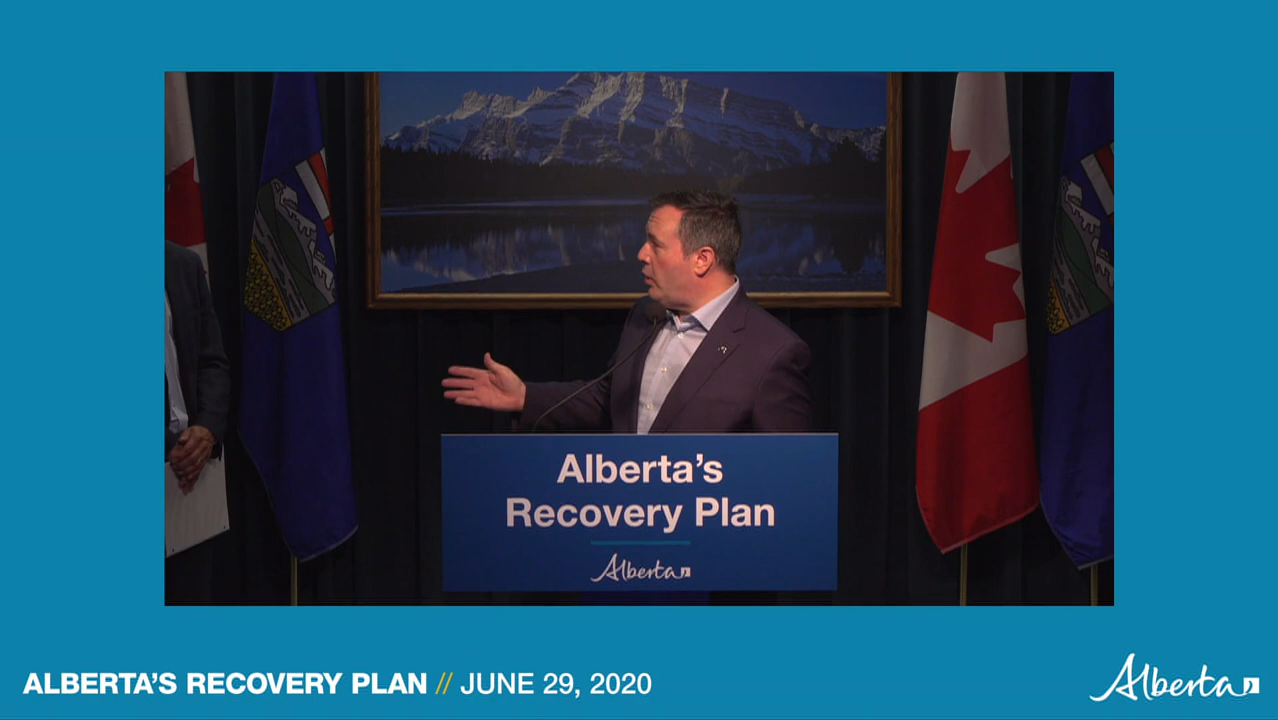 Alberta's
Recovery Plan
Alberta
ALBERTA'S RECOVERY PLAN // JUNE 29, 2020
Alberta